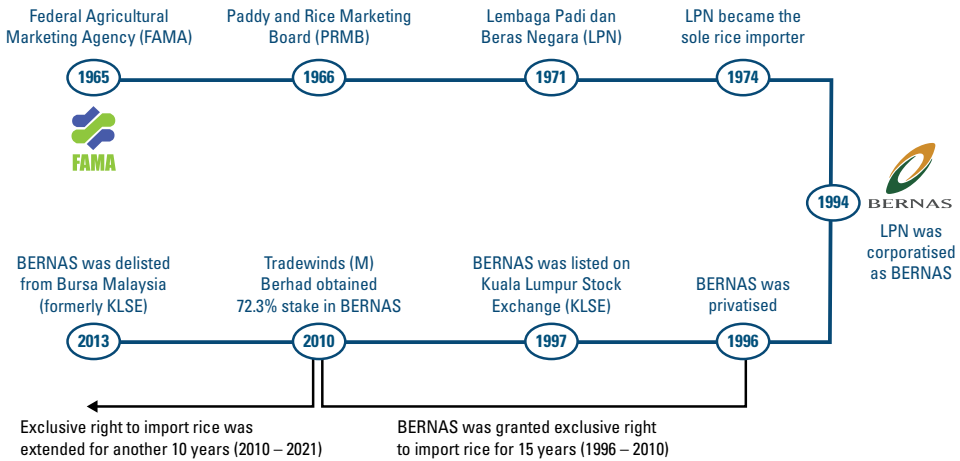 Federal Agricultural
Marketing Agency (FAMA)
1965
FAMA
Paddy and Rice Marketing
Board (PRMB)
1966
Lembaga Padi dan
Beras Negara (LPN)
1971
LPN became the
sole rice importer
1974
1994
BERNAS
LPN was
corporatised
as BERNAS
BERNAS was
privatised
1996
BERNAS was listed on
Kuala Lumpur Stock
Exchange (KLSE)
1997
Tradewinds (M)
Berhad obtained
72.3% stake in BERNAS
2010
BERNAS was delisted
from Bursa Malaysia
(formerly KLSE)
2013
BERNAS was granted exclusive right
to import rice for 15 years (1996 – 2010)
Exclusive right to import rice was
extended for another 10 years (2010 – 2021)